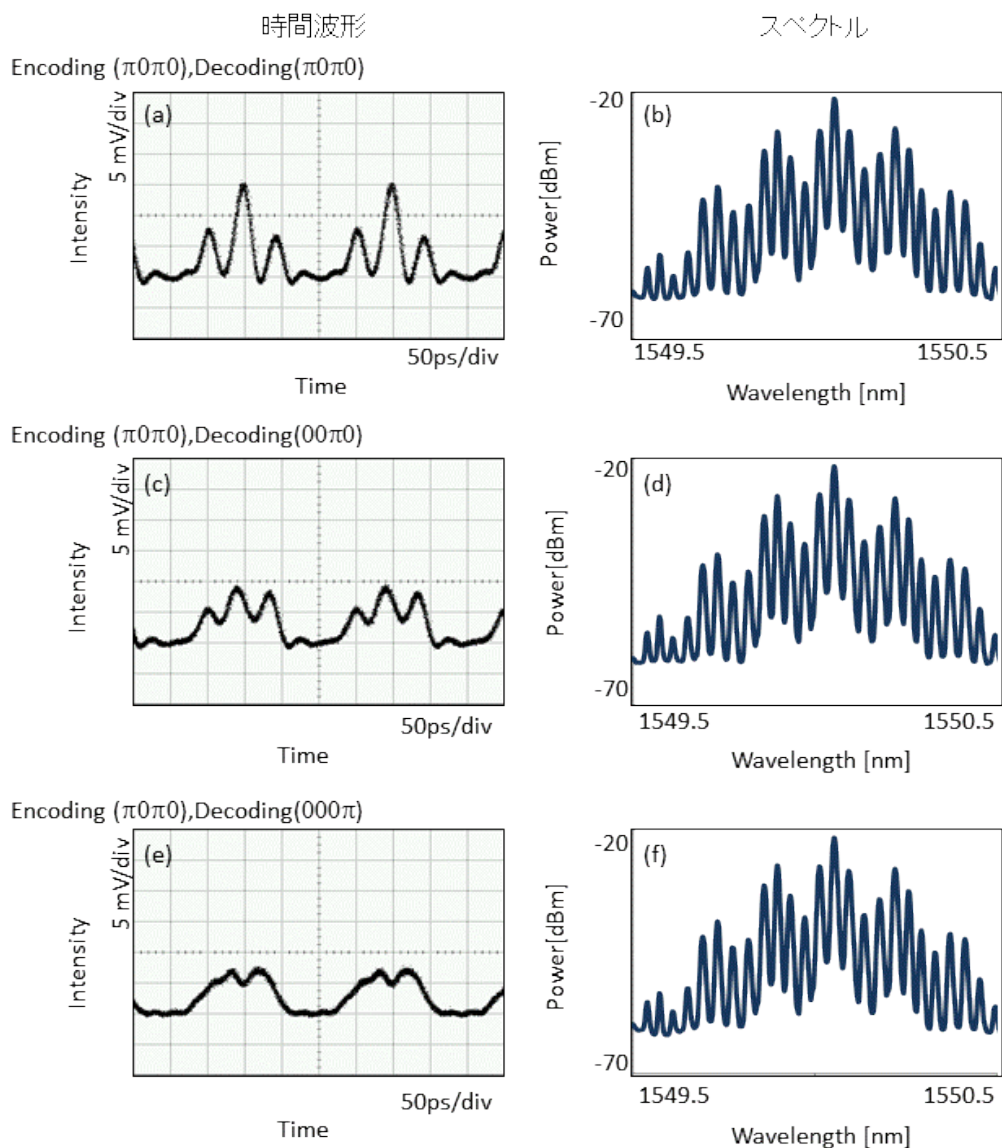 時間波形
スペクトル
Encoding (π0π0),Decoding(π0π0)
(a)
5 mV/div
Intensity
50ps/div
Time
(b)
-20
Power[dBm]
-70
1549.5
1550.5
Wavelength [nm]
Encoding (π0π0),Decoding(00π0)
(c)
5 mV/div
Intensity
50ps/div
Time
(d)
-20
Power[dBm]
-70
1549.5
1550.5
Wavelength [nm]
Encoding (π0π0),Decoding(000π)
(e)
5 mV/div
Intensity
50ps/div
Time
(f)
-20
Power[dBm]
-70
1549.5
1550.5
Wavelength [nm]